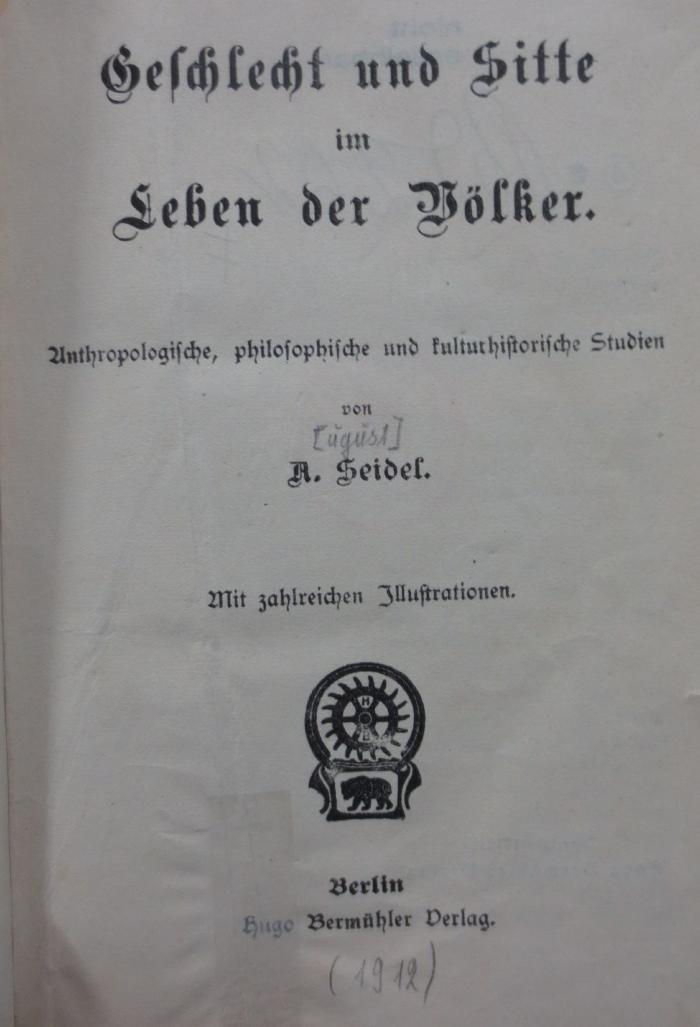 Geschlecht und Sitte
im
Leben der Völker.
Anthropologische, philosophische und kulturhistorische Studien
von
[ugust]
A. Seidel.
Mit zahlreichen Illustrationen.
H
B
Berlin
Hugo Bermühler Verlag.
(1912)